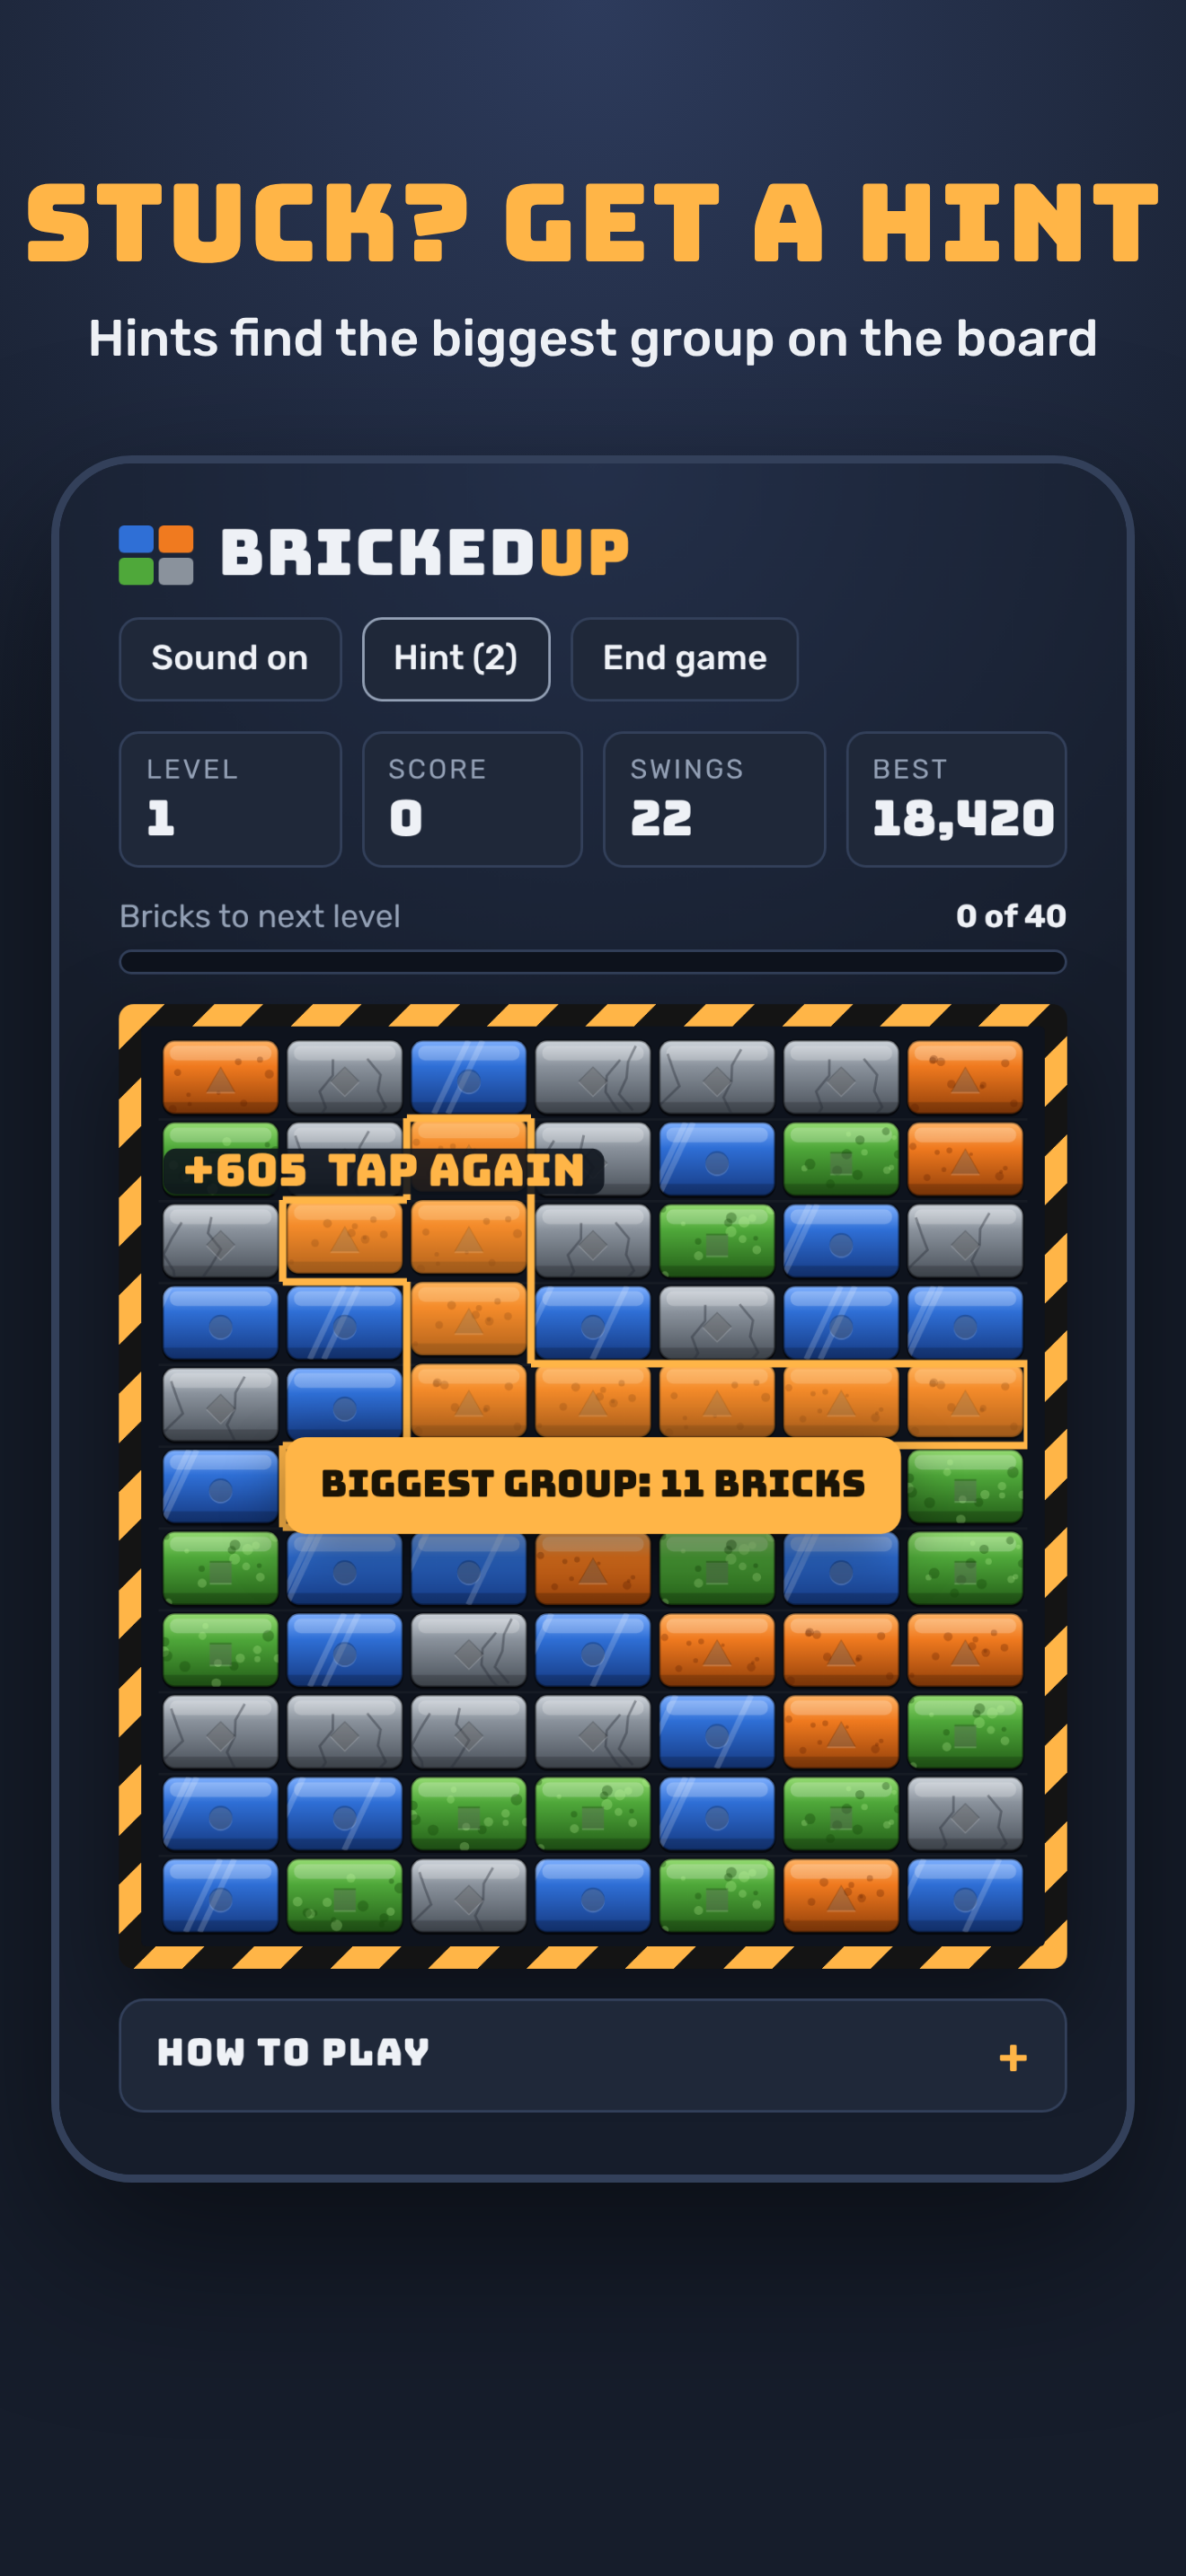 STUCK? GET A HINT
Hints find the biggest group on the board
BRICKEDUP
Sound on
Hint (2)
End game
LEVEL
1
SCORE
0
SWINGS
22
BEST
18,420
Bricks to next level
0 of 40
+605 TAP AGAIN
BIGGEST GROUP: 11 BRICKS
HOW TO PLAY
+